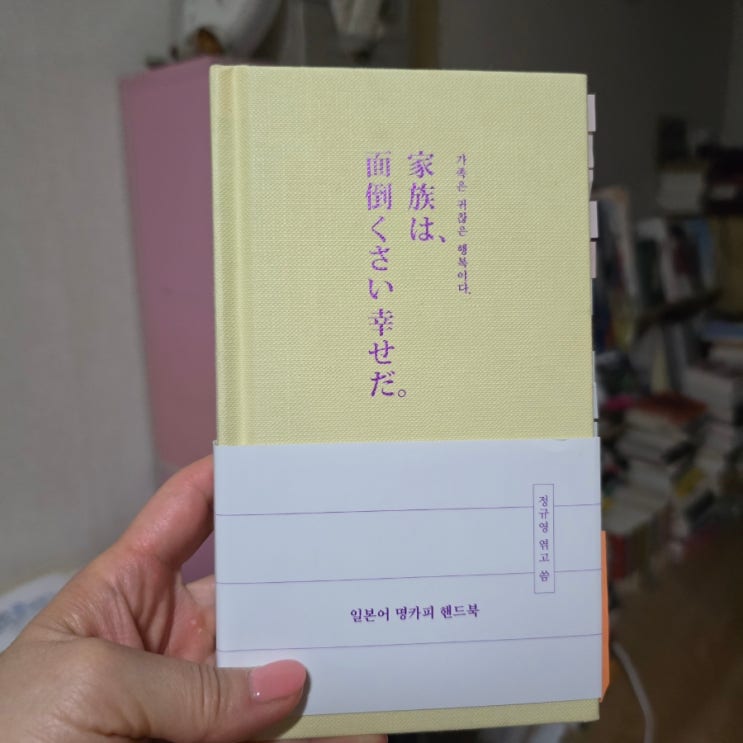 家族は、
面倒くさい幸せだ。
가족은 귀찮은 행복이다.
정규영 엮고 씀
일본어 명카피 핸드북